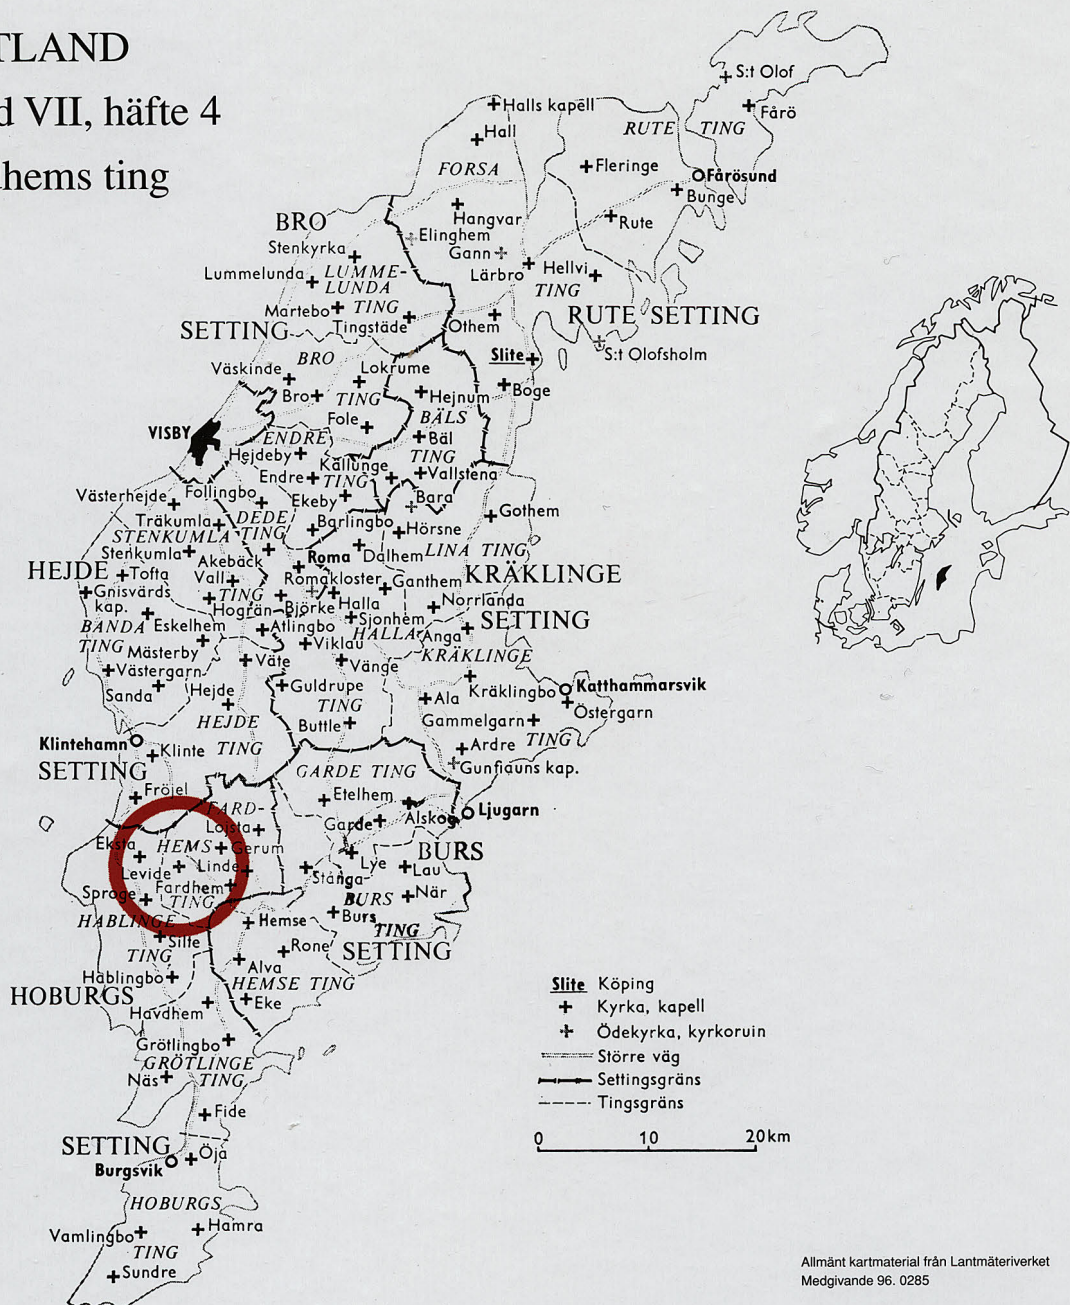 TLAND
d VII, häfte 4
lhems ting
S:t Olof
Fårö
Halls kapell
Hall
RUTE TING
FORSA
Fleringe
Fårösund
Bunge
Hangvar
Rute
BRO
Elinghem
Stenkyrka
Gann
Lärbro
Hellvi
Lummelunda
LUMME-
LUNDA
TING
TING
Martebo
SETTING
Tingstäde
Othem
RUTE SETTING
BRO
Slite
S:t Olofsholm
Väskinde
Lokrume
Bro
TING
Hejnum
Boge
Fole
BÄLS
VISBY
ENDRE
Bäl
TING
Hejdeby
Källunge
Vallstena
Endre
TING
Västerhejde
Follingbo
Ekeby
Bara
Träkumla
DEDE
Barlingbo
Hörsne
Gothem
STENKUMLA
TING
Stenkumla
Akebäck
Roma
Dalhem
LINA TING
HEJDE
Tofta
Vall
Romakloster
Ganthem
KRÄKLINGE
Gnisvärds
kap.
TING
Hogrän
Björke
Halla
Norrlanda
BANDA
Eskelhem
Atlingbo
Sjonhem
SETTING
TING
Mästerby
Viklau
HALLA
Anga
Västergarn
Väte
Vänge
KRÄKLINGE
Sanda
Hejde
Guldrupe
Ala
Kräklingbo
Katthammarsvik
TING
Östergarn
HEJDE
Buttle
Gammelgarn
Klintehamn
Klinte
TING
Ardre
TING
SETTING
GARDE TING
Gunfiauns kap.
Fröjel
Etelhem
FARD-
Ljugarn
Lojsta
Garde
Alskog
Eksta
HEMS
Gerum
BURS
Levide
Linde
Stånga
Lye
Lau
Fardhem
Sproge
TING
BURS
När
HABLINGE
Hemse
Burs
TING
Silte
SETTING
TING
Rone
Alva
Hablingbo
HEMSE TING
HOBURGS
Eke
Havdhem
Grötlingbo
GRÖTLINGE
Näs
TING
Fide
SETTING
Öja
Burgsvik
HOBURGS
Vamlingbo
Hamra
TING
Sundre
Slite Köping
Kyrka, kapell
Ödekyrka, kyrkoruin
Större väg
Settingsgräns
Tingsgräns
0 10 20 km
Allmänt kartmaterial från Lantmäteriverket
Medgivande 96. 0285